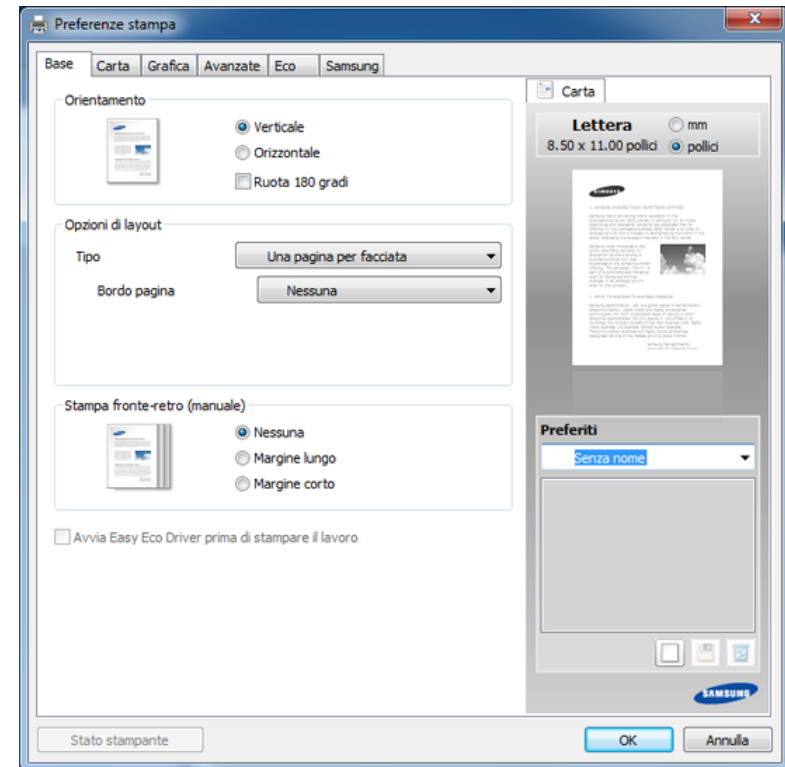 Preferenze stampa
Base Carta Grafica Avanzate Eco Samsung
Orientamento
Verticale
Orizzontale
Ruota 180 gradi
Opzioni di layout
Tipo Una pagina per facciata
Bordo pagina Nessuna
Stampa fronte-retro (manuale)
Nessuna
Margine lungo
Margine corto
Avvia Easy Eco Driver prima di stampare il lavoro
Carta
Lettera mm
8.50 x 11.00 pollici pollici
SAMSUNG
Preferiti
Senza nome
SAMSUNG
Stato stampante OK Annulla